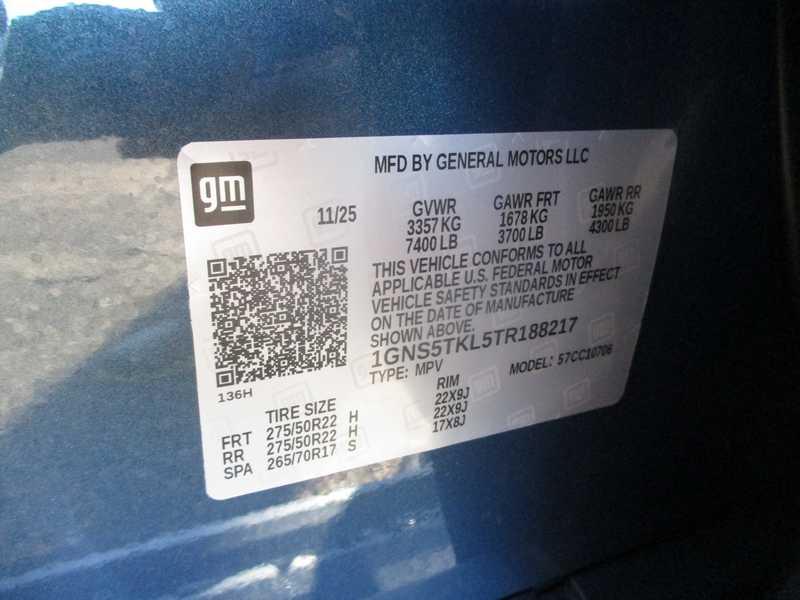 gm
MFD BY GENERAL MOTORS LLC
11/25
GVWR GAWR FRT GAWR RR
3357 KG 1678 KG 1950 KG
7400 LB 3700 LB 4300 LB
THIS VEHICLE CONFORMS TO ALL
APPLICABLE U.S. FEDERAL MOTOR
VEHICLE SAFETY STANDARDS IN EFFECT
ON THE DATE OF MANUFACTURE
SHOWN ABOVE.
1GNS5TKL5TR188217
TYPE: MPV MODEL: 57CC10706
136H
TIRE SIZE RIM
FRT 275/50R22 H 22X9J
RR 275/50R22 H 22X9J
SPA 265/70R17 S 17X8J